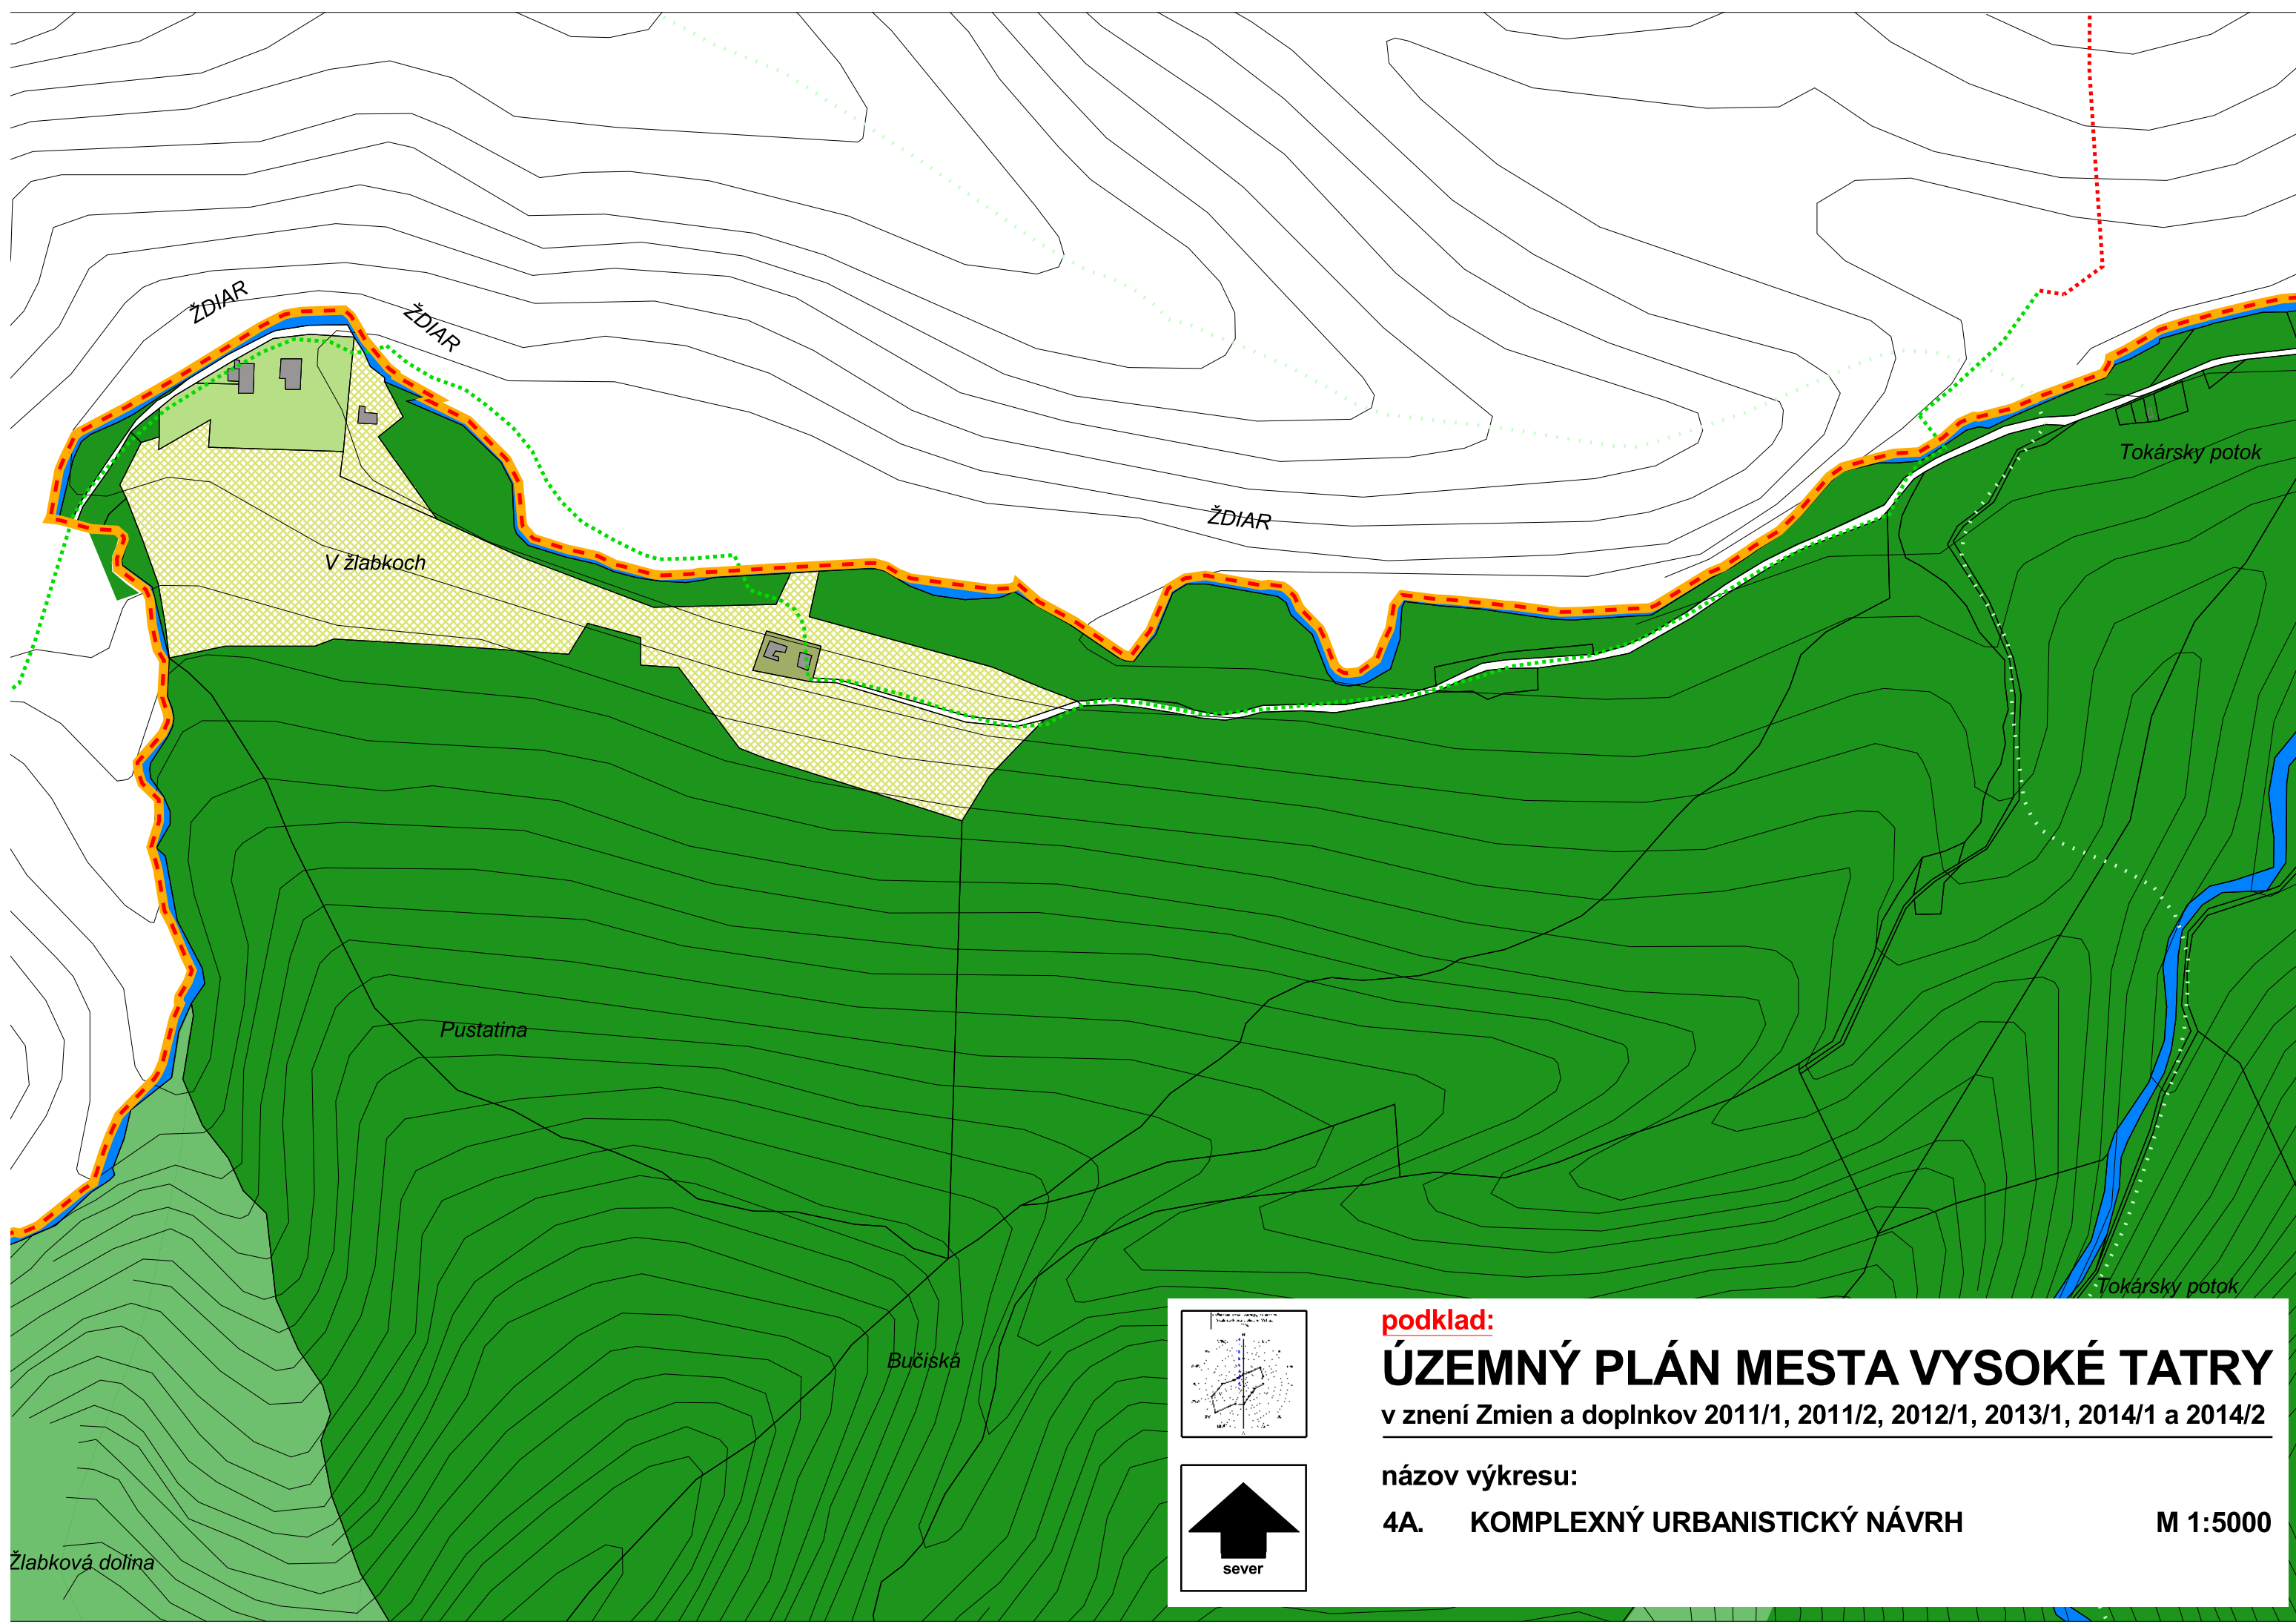 ŽDIAR
ŽDIAR
Tokársky potok
ŽDIAR
V žlabkoch
Pustatina
Tokársky potok
Bučiská
Žlabková dolina
podklad:
ÚZEMNÝ PLÁN MESTA VYSOKÉ TATRY
v znení Zmien a doplnkov 2011/1, 2011/2, 2012/1, 2013/1, 2014/1 a 2014/2
názov výkresu:
4A. KOMPLEXNÝ URBANISTICKÝ NÁVRH M 1:5000
sever